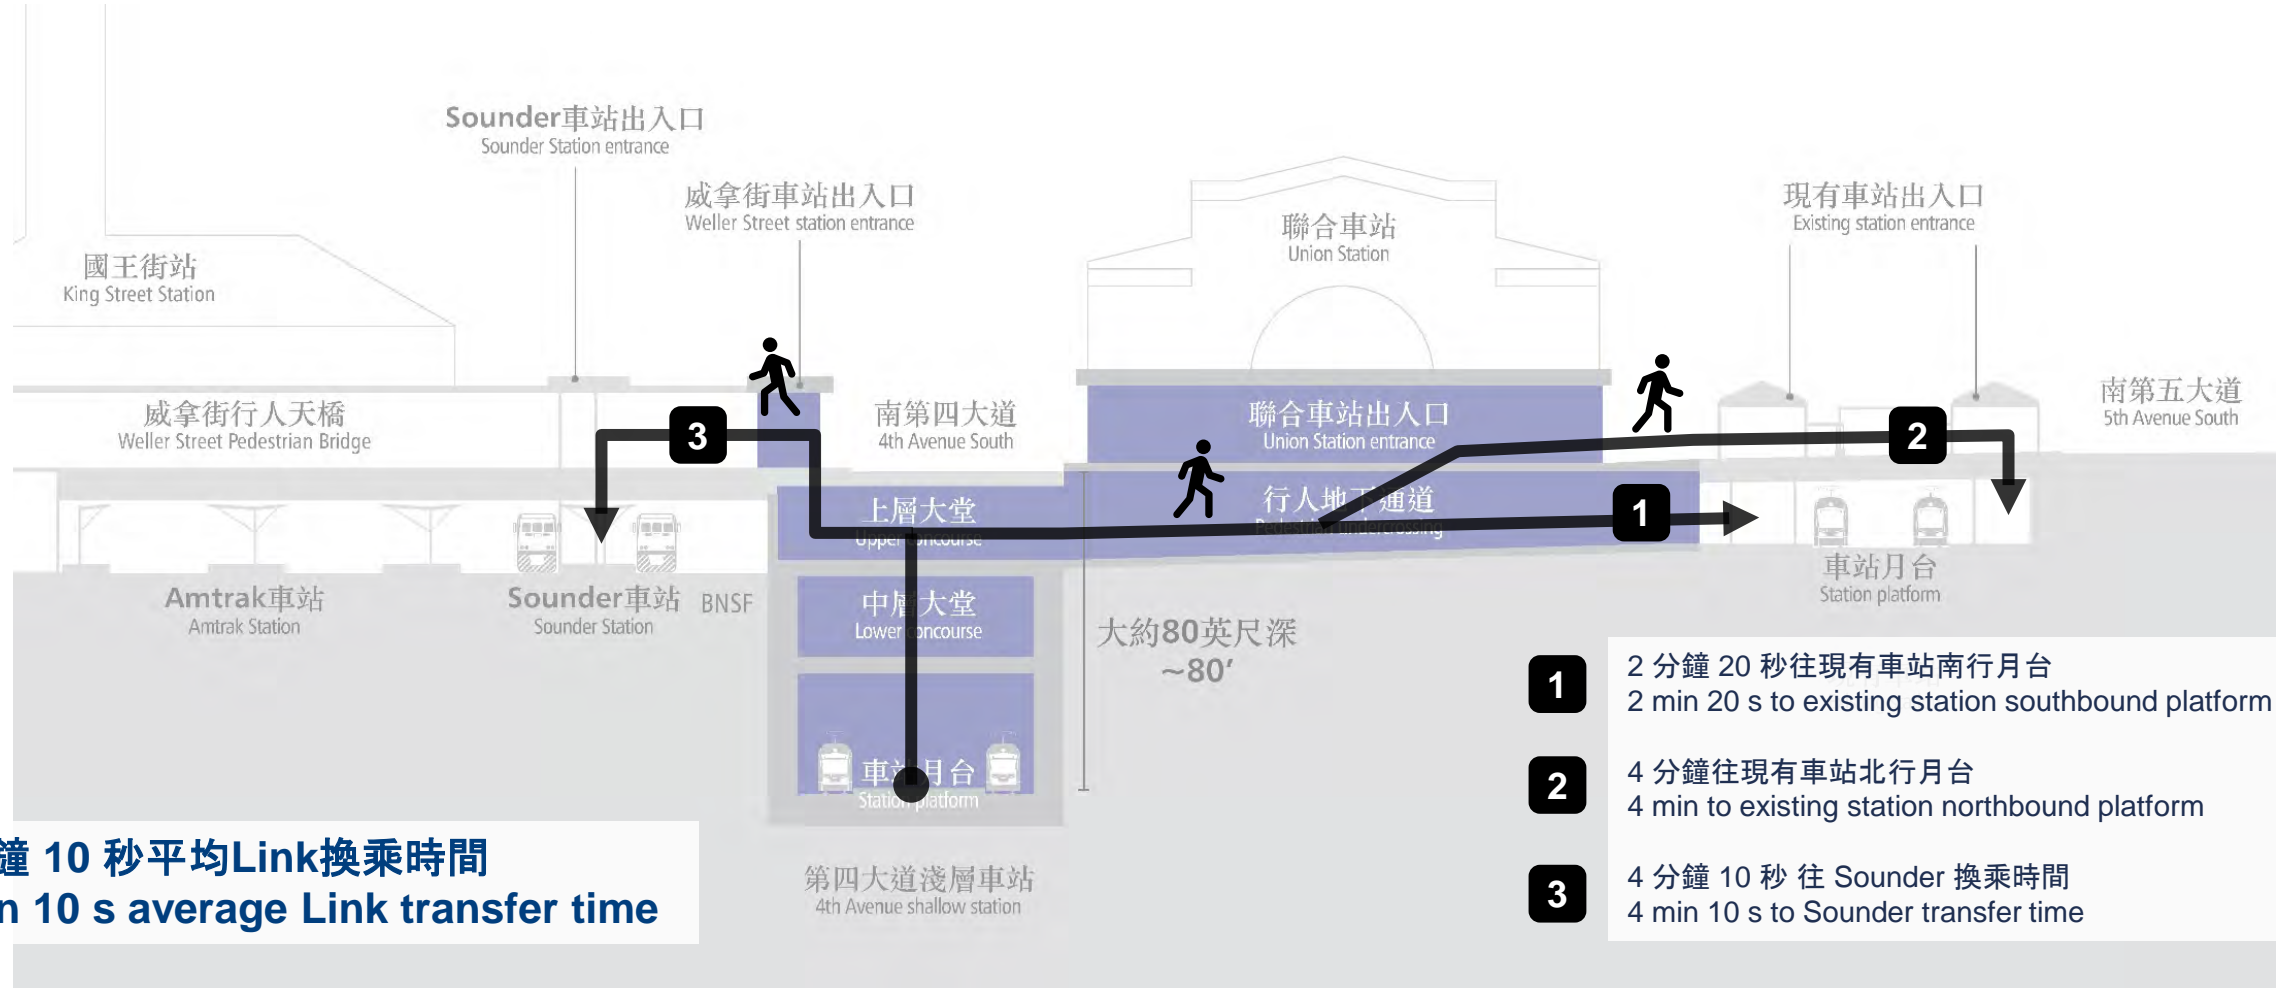 Sounder車站出入口
Sounder Station entrance
威拿街車站出入口
Weller Street station entrance
聯合車站
Union Station
現有車站出入口
Existing station entrance
國王街站
King Street Station
威拿街行人天橋
Weller Street Pedestrian Bridge
3
南第四大道
4th Avenue South
聯合車站出入口
Union Station entrance
2
南第五大道
5th Avenue South
上層大堂
Upper concourse
行人地下通道
Pedestrian undercrossing
1
Amtrak車站
Amtrak Station
Sounder車站
Sounder Station
BNSF
中層大堂
Lower concourse
大約80英尺深
~80'
車站月台
Station platform
車站月台
Station platform
第四大道淺層車站
4th Avenue shallow station
1
2 分鐘 20 秒往現有車站南行月台
2 min 20 s to existing station southbound platform
2
4 分鐘往現有車站北行月台
4 min to existing station northbound platform
3
4 分鐘 10 秒 往 Sounder 換乘時間
4 min 10 s to Sounder transfer time
鐘 10 秒平均Link換乘時間
n 10 s average Link transfer time